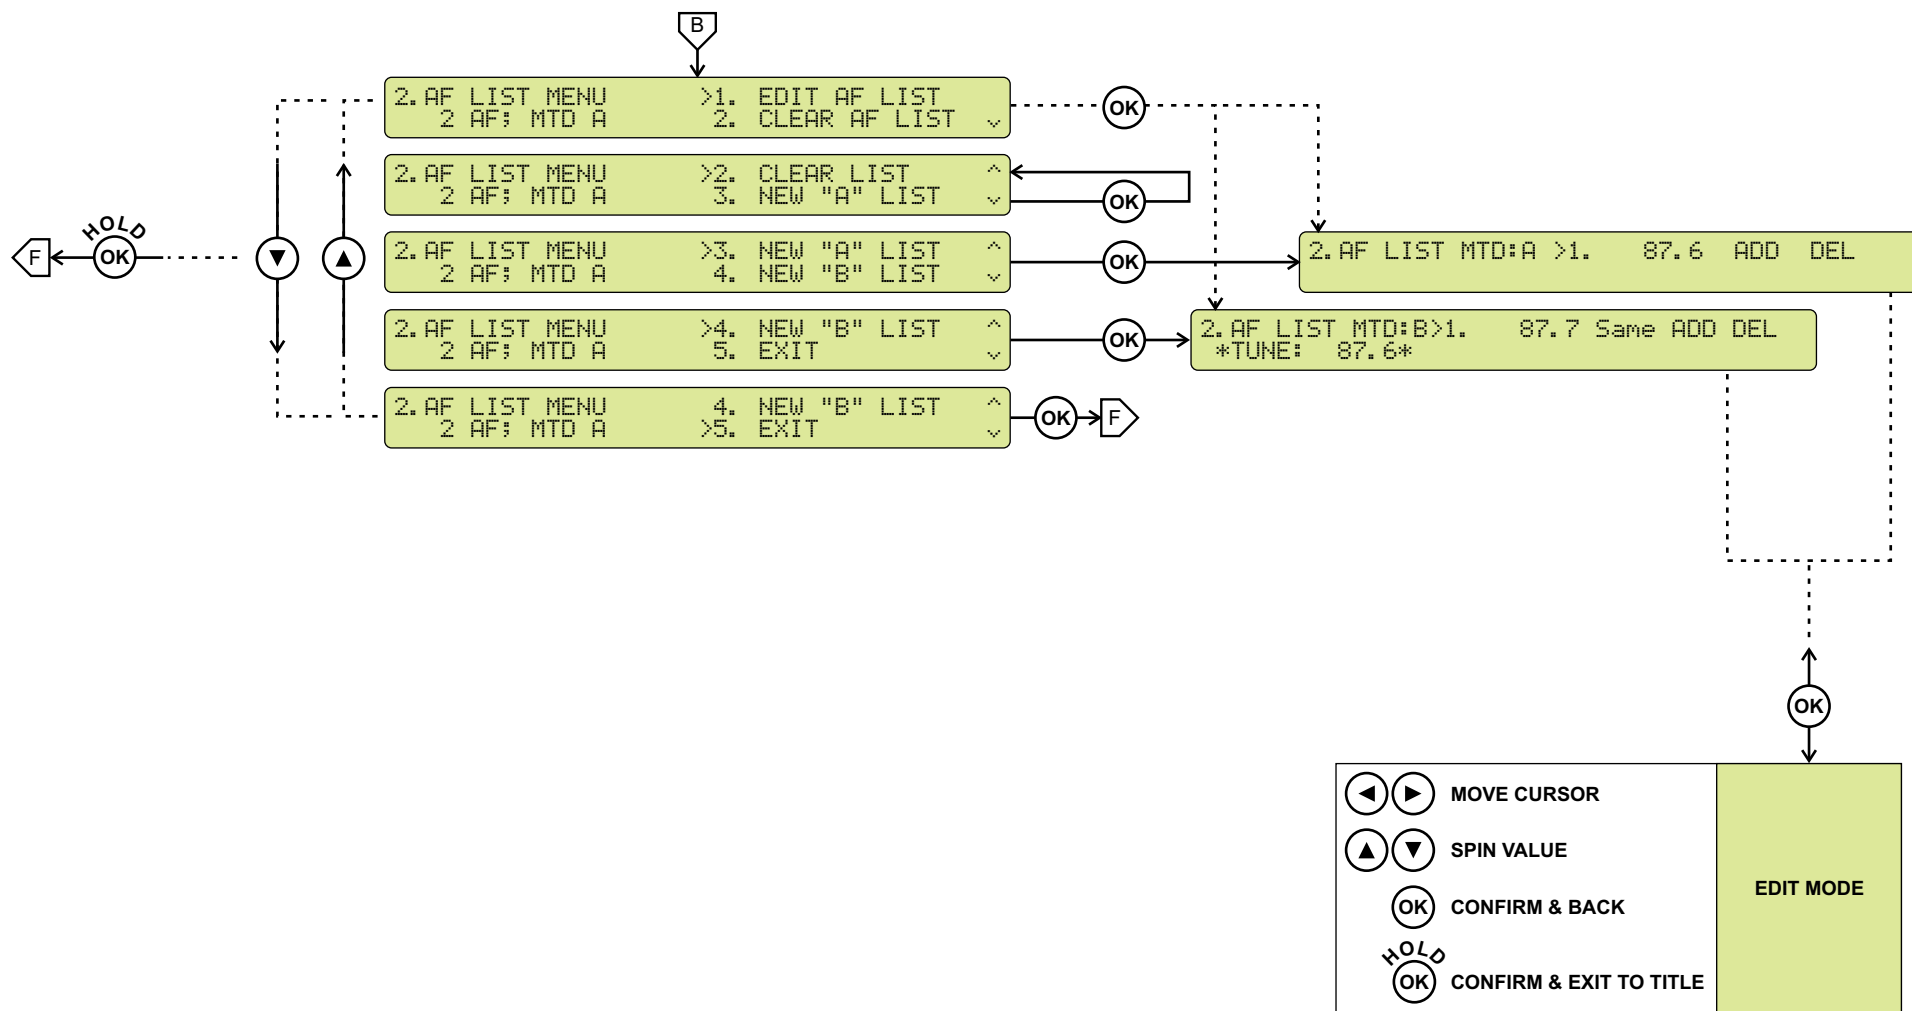 B
2.AF LIST MENU >1. EDIT AF LIST
2 AF; MTD A 2. CLEAR AF LIST
OK
2.AF LIST MENU >2. CLEAR LIST
2 AF; MTD A 3. NEW "A" LIST
OK
HOLD
F OK
2.AF LIST MENU >3. NEW "A" LIST
2 AF; MTD A 4. NEW "B" LIST
OK
2.AF LIST MTD:A >1. 87.6 ADD DEL
2.AF LIST MENU >4. NEW "B" LIST
2 AF; MTD A 5. EXIT
OK
2.AF LIST MTD:B>1. 87.7 Same ADD DEL
*TUNE: 87.6*
2.AF LIST MENU 4. NEW "B" LIST
2 AF; MTD A >5. EXIT
OK F
OK
MOVE CURSOR
SPIN VALUE
OK CONFIRM & BACK
HOLD
OK CONFIRM & EXIT TO TITLE
EDIT MODE